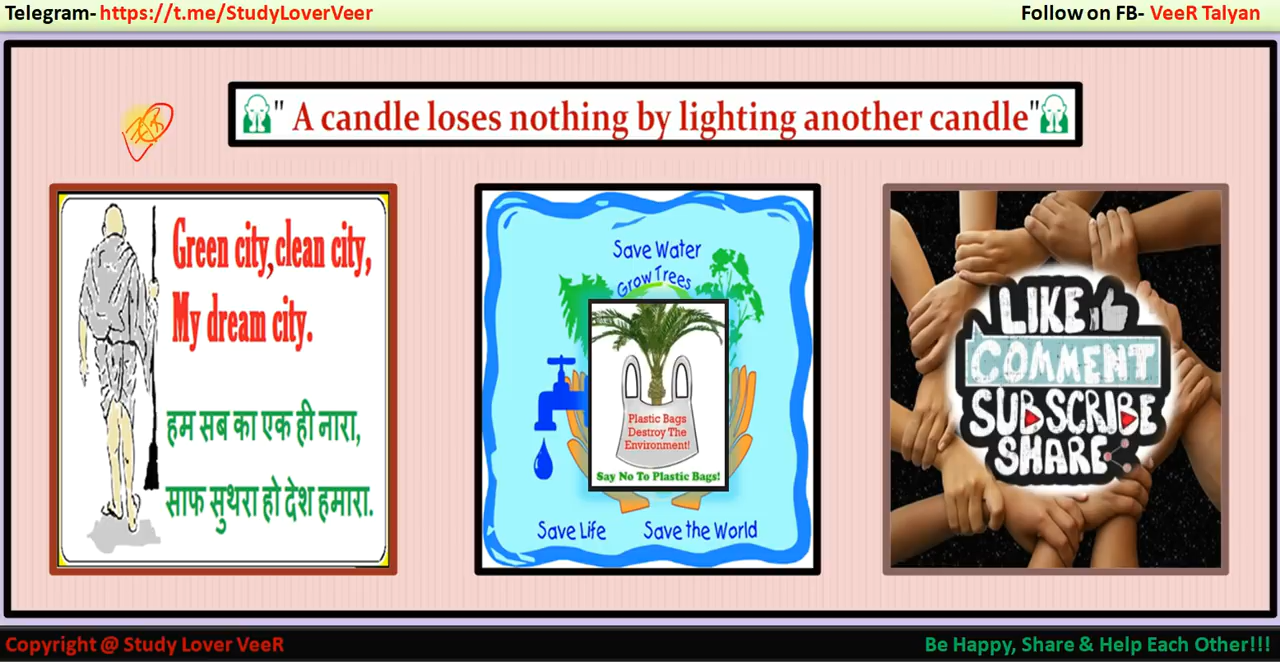 Telegram- https://t.me/StudyLoverVeer
Follow on FB- VeeR Talyan
" A candle loses nothing by lighting another candle"
Green city,clean city,
My dream city.
हम सब का एक ही नारा,
साफ सुथरा हो देश हमारा.
Save Water
Grow Trees
Plastic Bags
Destroy The
Environment!
Say No To Plastic Bags!
Save Life
Save the World
LIKE
COMMENT
SUBSCRIBE
SHARE
Copyright @ Study Lover VeeR
Be Happy, Share & Help Each Other!!!